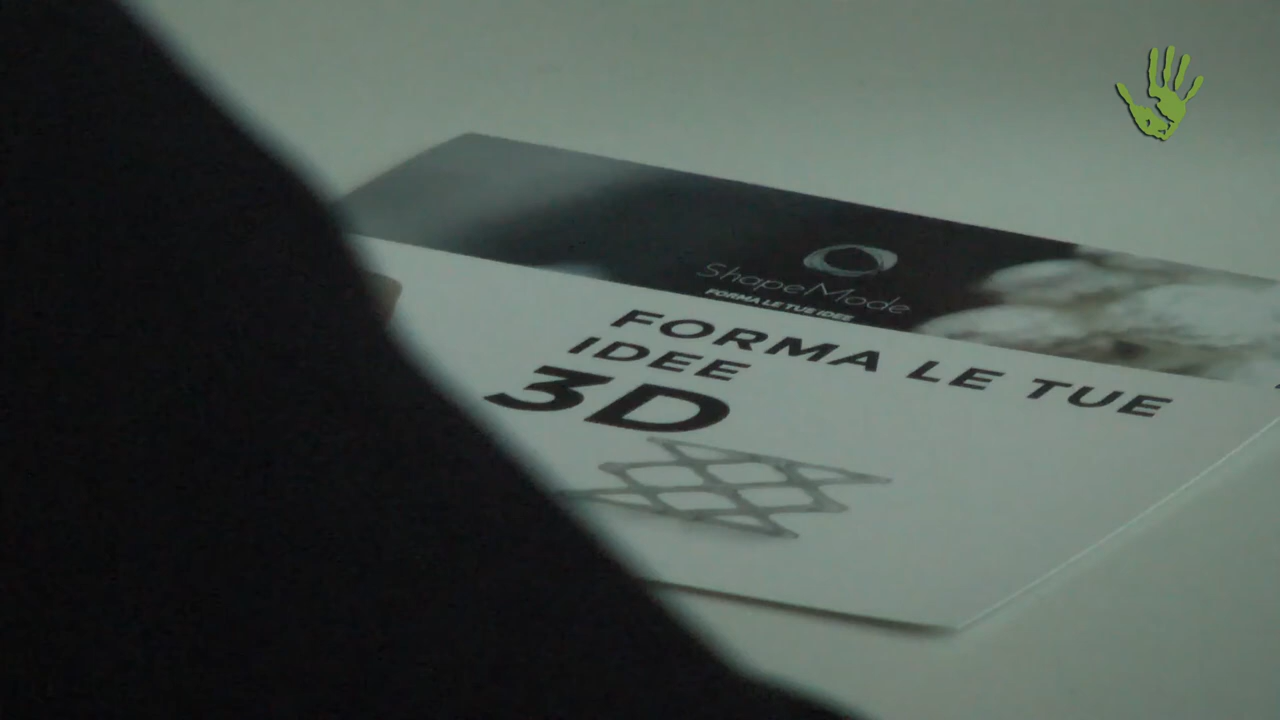 ShapeMode
FORMA LE TUE IDEE
FORMA LE TUE
IDEE
3D